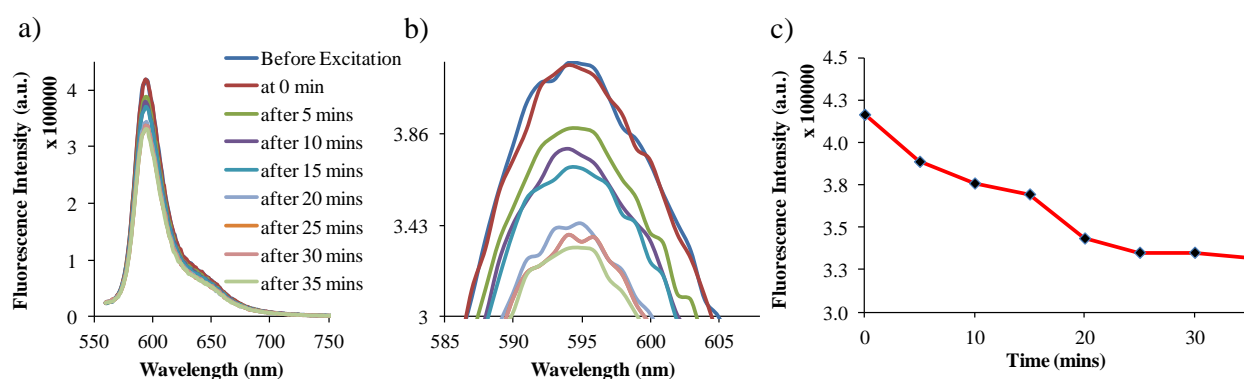 a)
Fluorescence Intensity (a.u.)
x 100000
4
3
2
1
0
550 600 650 700 750
Wavelength (nm)
Before Excitation
at 0 min
after 5 mins
after 10 mins
after 15 mins
after 20 mins
after 25 mins
after 30 mins
after 35 mins
b)
3.86
3.43
3
585 590 595 600 605
Wavelength (nm)
c)
Fluorescence Intensity (a.u.)
x 100000
4.5
4.3
4.0
3.8
3.5
3.3
3.0
0 10 20 30
Time (mins)